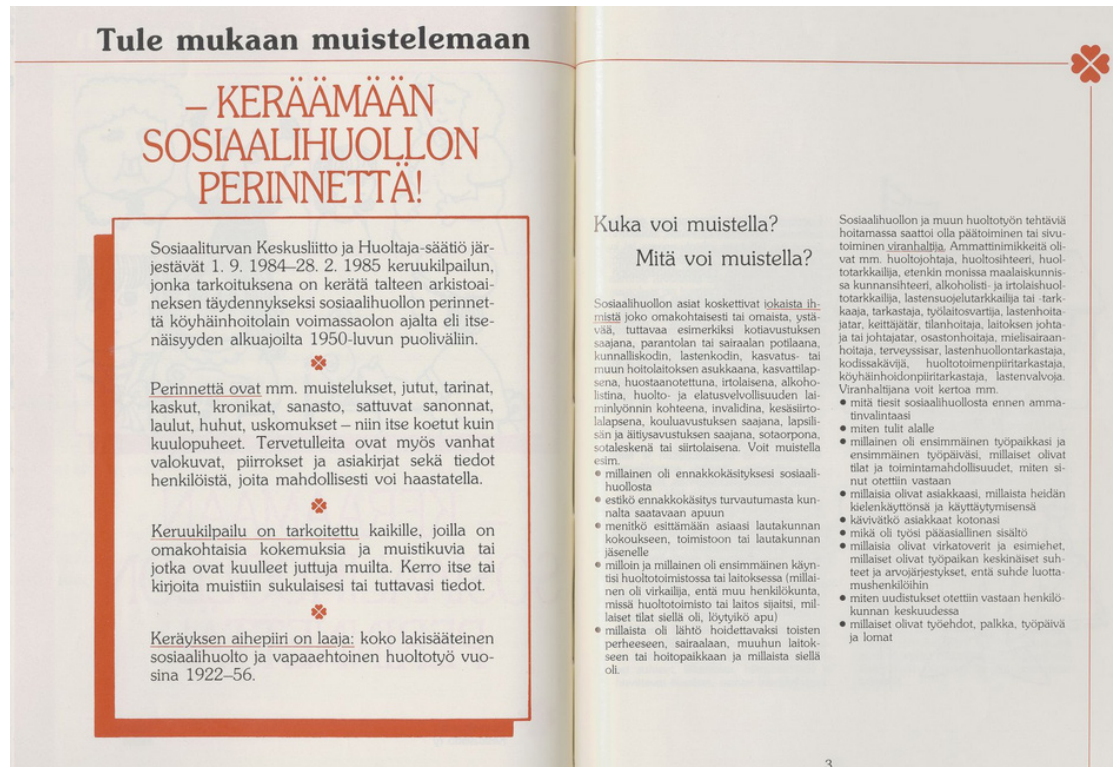 Tule mukaan muistelemaan
– KERÄÄMÄÄN
SOSIAALIHUOLLON
PERINNETTÄ!
Sosiaaliturvan Keskusliitto ja Huoltaja-säätiö jär-
jestävät 1. 9. 1984–28. 2. 1985 keruukilpailun,
jonka tarkoituksena on kerätä talteen arkistoai-
neksen täydennykseksi sosiaalihuollon perinnet-
tä köyhäinhoitolain voimassaolon ajalta eli itse-
näisyyden alkuajoilta 1950-luvun puoliväliin.
Perinnettä ovat mm. muistelukset, jutut, tarinat,
kaskut, kronikat, sanasto, sattuvat sanonnat,
laulut, huhut, uskomukset – niin itse koetut kuin
kuulopuheet. Tervetulleita ovat myös vanhat
valokuvat, piirrokset ja asiakirjat sekä tiedot
henkilöistä, joita mahdollisesti voi haastatella.
Keruukilpailu on tarkoitettu kaikille, joilla on
omakohtaisia kokemuksia ja muistikuvia tai
jotka ovat kuulleet juttuja muilta. Kerro itse tai
kirjoita muistiin sukulaisesi tai tuttavasi tiedot.
Keräyksen aihepiiri on laaja: koko lakisääteinen
sosiaalihuolto ja vapaaehtoinen huoltotyö vuo-
sina 1922–56.
Kuka voi muistella?
Mitä voi muistella?
Sosiaalihuollon asiat koskettivat jokaista ih-
mistä joko omakohtaisesti tai omaista, ystä-
vää, tuttavaa esimerkiksi kotiavustuksen
saajana, parantolan tai sairaalan potilaana,
kunnalliskodin, lastenkodin, kasvatus- tai
muun hoitolaitoksen asukkaana, kasvattilap-
sena, huostaanotettuna, irtolaisena, alkoho-
listina, huolto- ja elatusvelvollisuuden lai-
minlyönnin kohteena, invalidina, kesäsiirto-
lalapsena, kouluavustuksen saajana, lapsili-
sän ja äitiysavustuksen saajana, sotaorpona,
sotaleskenä tai siirtolaisena. Voit muistella
esim.
● millainen oli ennakkokäsityksesi sosiaali-
huollosta
● estikö ennakkokäsitys turvautumasta kun-
nalta saatavaan apuun
● menitkö esittämään asiaasi lautakunnan
kokoukseen, toimistoon tai lautakunnan
jäsenelle
● milloin ja millainen oli ensimmäinen käyn-
tisi huoltotoimistossa tai laitoksessa (millai-
nen oli virkailija, entä muu henkilökunta,
missä huoltotoimisto tai laitos sijaitsi, mil-
laiset tilat siellä oli, löytyikö apu)
● millaista oli lähtö hoidettavaksi toisten
perheeseen, sairaalaan, muuhun laitok-
seen tai hoitopaikkaan ja millaista siellä
oli.
Sosiaalihuollon ja muun huoltotyön tehtäviä
hoitamassa saattoi olla päätoiminen tai sivu-
toiminen viranhaltija. Ammattinimikkeitä oli-
vat mm. huoltojohtaja, huoltosihteeri, huol-
totarkkailija, etenkin monissa maalaiskunnis-
sa kunnansihteeri, alkoholisti- ja irtolaishuol-
totarkkailija, lastensuojelutarkkailija tai -tark-
kaaja, tarkastaja, työlaitosvartija, lastenhoita-
jatar, keittäjätär, tilanhoitaja, laitoksen johta-
ja tai johtajatar, osastonhoitaja, mielisairaan-
hoitaja, terveyssisar, lastenhuollontarkastaja,
kodissakävijä, huoltotoimenpiiritarkastaja,
köyhäinhoidonpiiritarkastaja, lastenvalvoja.
Viranhaltijana voit kertoa mm.
● mitä tiesit sosiaalihuollosta ennen amma-
tinvalintaasi
● miten tulit alalle
● millainen oli ensimmäinen työpaikkasi ja
ensimmäinen työpäiväsi, millaiset olivat
tilat ja toimintamahdollisuudet, miten si-
nut otettiin vastaan
● millaisia olivat asiakkaasi, millaista heidän
kielenkäyttönsä ja käyttäytymisensä
● kävivätkö asiakkaat kotonasi
● mikä oli työsi pääasiallinen sisältö
● millaisia olivat virkatoverit ja esimiehet,
millaiset olivat työpaikan keskinäiset suh-
teet ja arvojärjestykset, entä suhde luotta-
mushenkilöihin
● miten uudistukset otettiin vastaan henkilö-
kunnan keskuudessa
● millaiset olivat työehdot, palkka, työpäivä
ja lomat
3